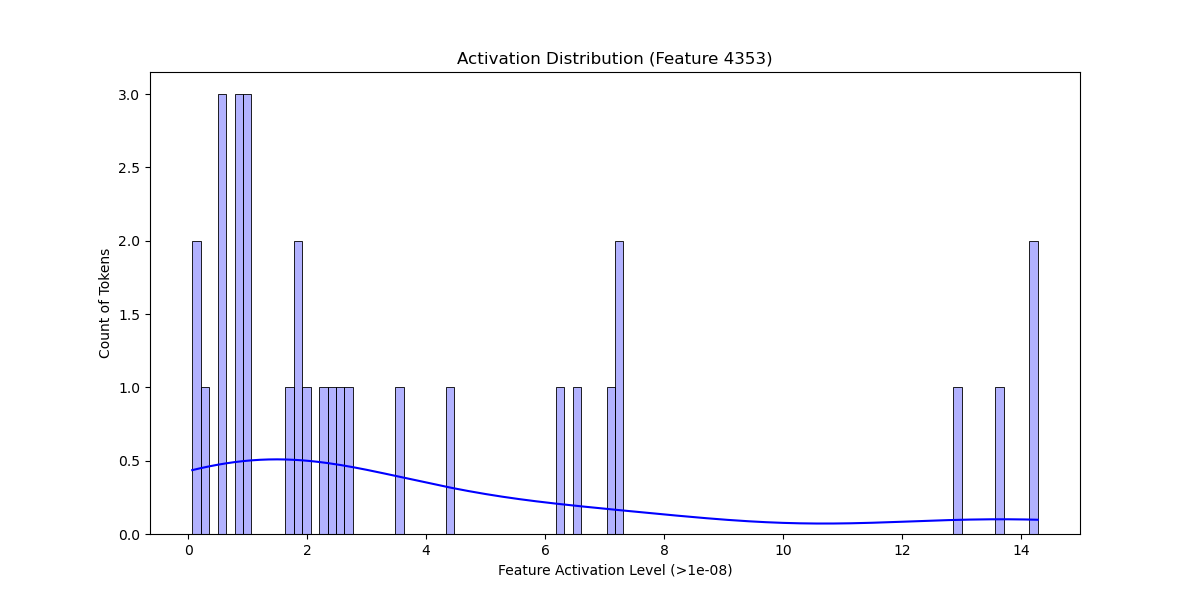 Activation Distribution (Feature 4353)
3.0
2.5
2.0
1.5
1.0
0.5
0.0
Count of Tokens
0 2 4 6 8 10 12 14
Feature Activation Level (>1e-08)